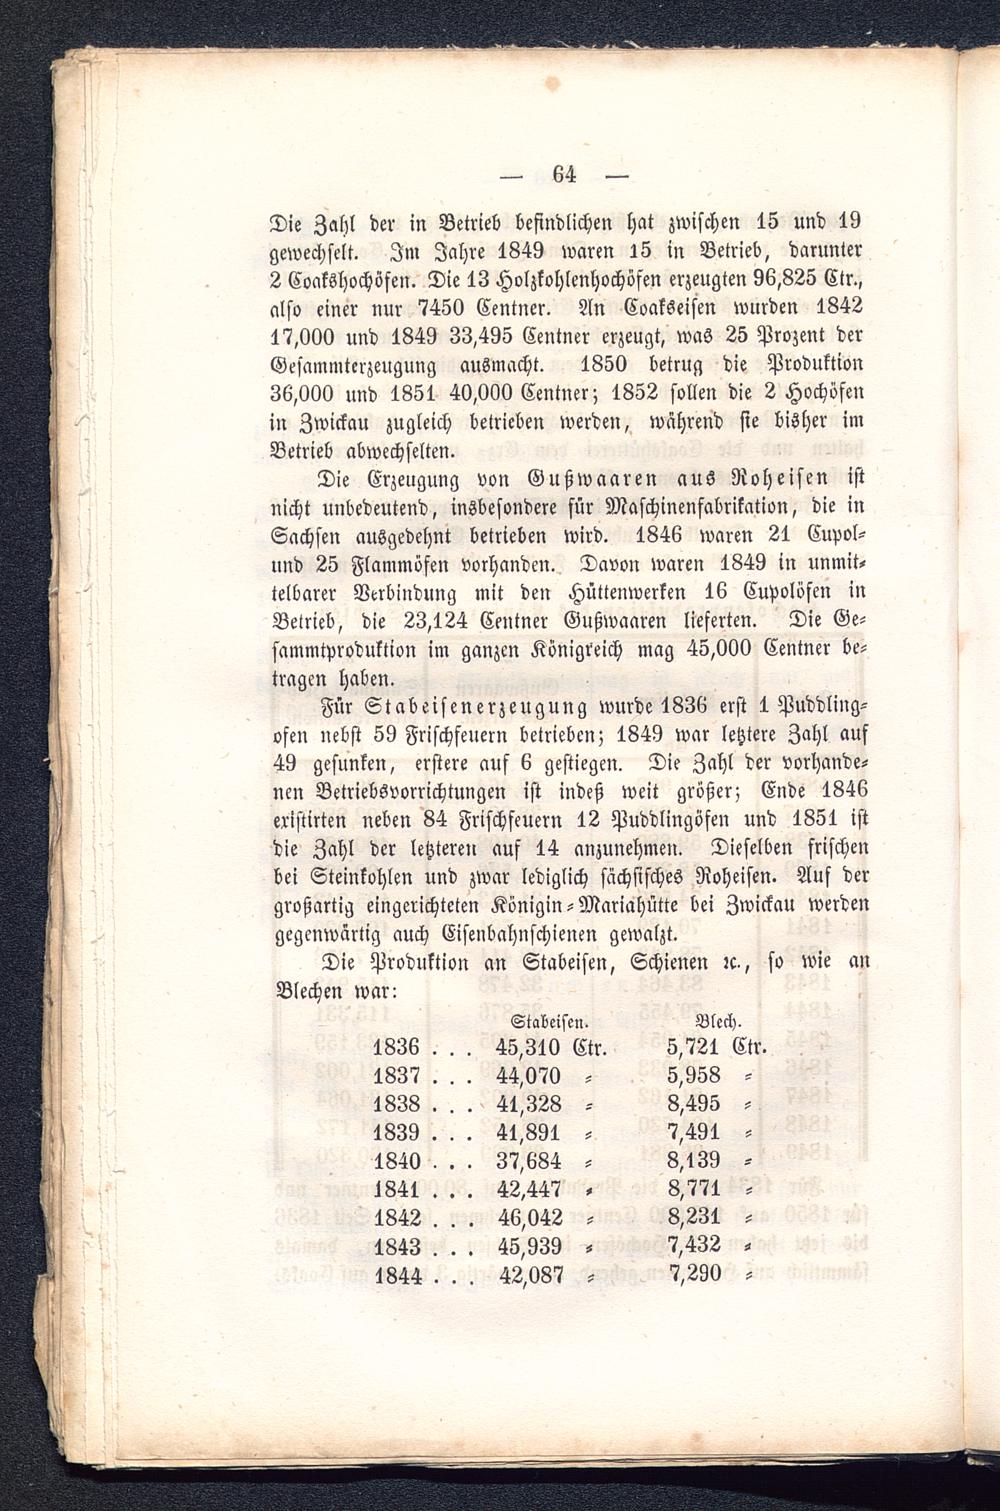 — 64 —
Die Zahl der in Betrieb befindlichen hat zwischen 15 und 19
gewechselt. Im Jahre 1849 waren 15 in Betrieb, darunter
2 Coakshochöfen. Die 13 Holzkohlenhochöfen erzeugten 96,825 Ctr.,
also einer nur 7450 Centner. An Coakseisen wurden 1842
17,000 und 1849 33,495 Centner erzeugt, was 25 Prozent der
Gesammterzeugung ausmacht. 1850 betrug die Produktion
36,000 und 1851 40,000 Centner; 1852 sollen die 2 Hochöfen
in Zwickau zugleich betrieben werden, während sie bisher im
Betrieb abwechselten.
Die Erzeugung von Gußwaaren aus Roheisen ist
nicht unbedeutend, insbesondere für Maschinenfabrikation, die in
Sachsen ausgedehnt betrieben wird. 1846 waren 21 Cupol-
und 25 Flammöfen vorhanden. Davon waren 1849 in unmit-
telbarer Verbindung mit den Hüttenwerken 16 Cupolöfen in
Betrieb, die 23,124 Centner Gußwaaren lieferten. Die Ge-
sammtproduktion im ganzen Königreich mag 45,000 Centner be-
tragen haben.
Für Stabeisenerzeugung wurde 1836 erst 1 Puddling-
ofen nebst 59 Frischfeuern betrieben; 1849 war letztere Zahl auf
49 gesunken, erstere auf 6 gestiegen. Die Zahl der vorhande-
nen Betriebsvorrichtungen ist indeß weit größer; Ende 1846
existirten neben 84 Frischfeuern 12 Puddlingöfen und 1851 ist
die Zahl der letzteren auf 14 anzunehmen. Dieselben frischen
bei Steinkohlen und zwar lediglich sächsisches Roheisen. Auf der
großartig eingerichteten Königin-Mariahütte bei Zwickau werden
gegenwärtig auch Eisenbahnschienen gewalzt.
Die Produktion an Stabeisen, Schienen ꝛc., so wie an
Blechen war:
Stabeisen. Blech.
1836 . . . 45,310 Ctr. 5,721 Ctr.
1837 . . . 44,070 = 5,958 =
1838 . . . 41,328 = 8,495 =
1839 . . . 41,891 = 7,491 =
1840 . . . 37,684 = 8,139 =
1841 . . . 42,447 = 8,771 =
1842 . . . 46,042 = 8,231 =
1843 . . . 45,939 = 7,432 =
1844 . . . 42,087 = 7,290 =